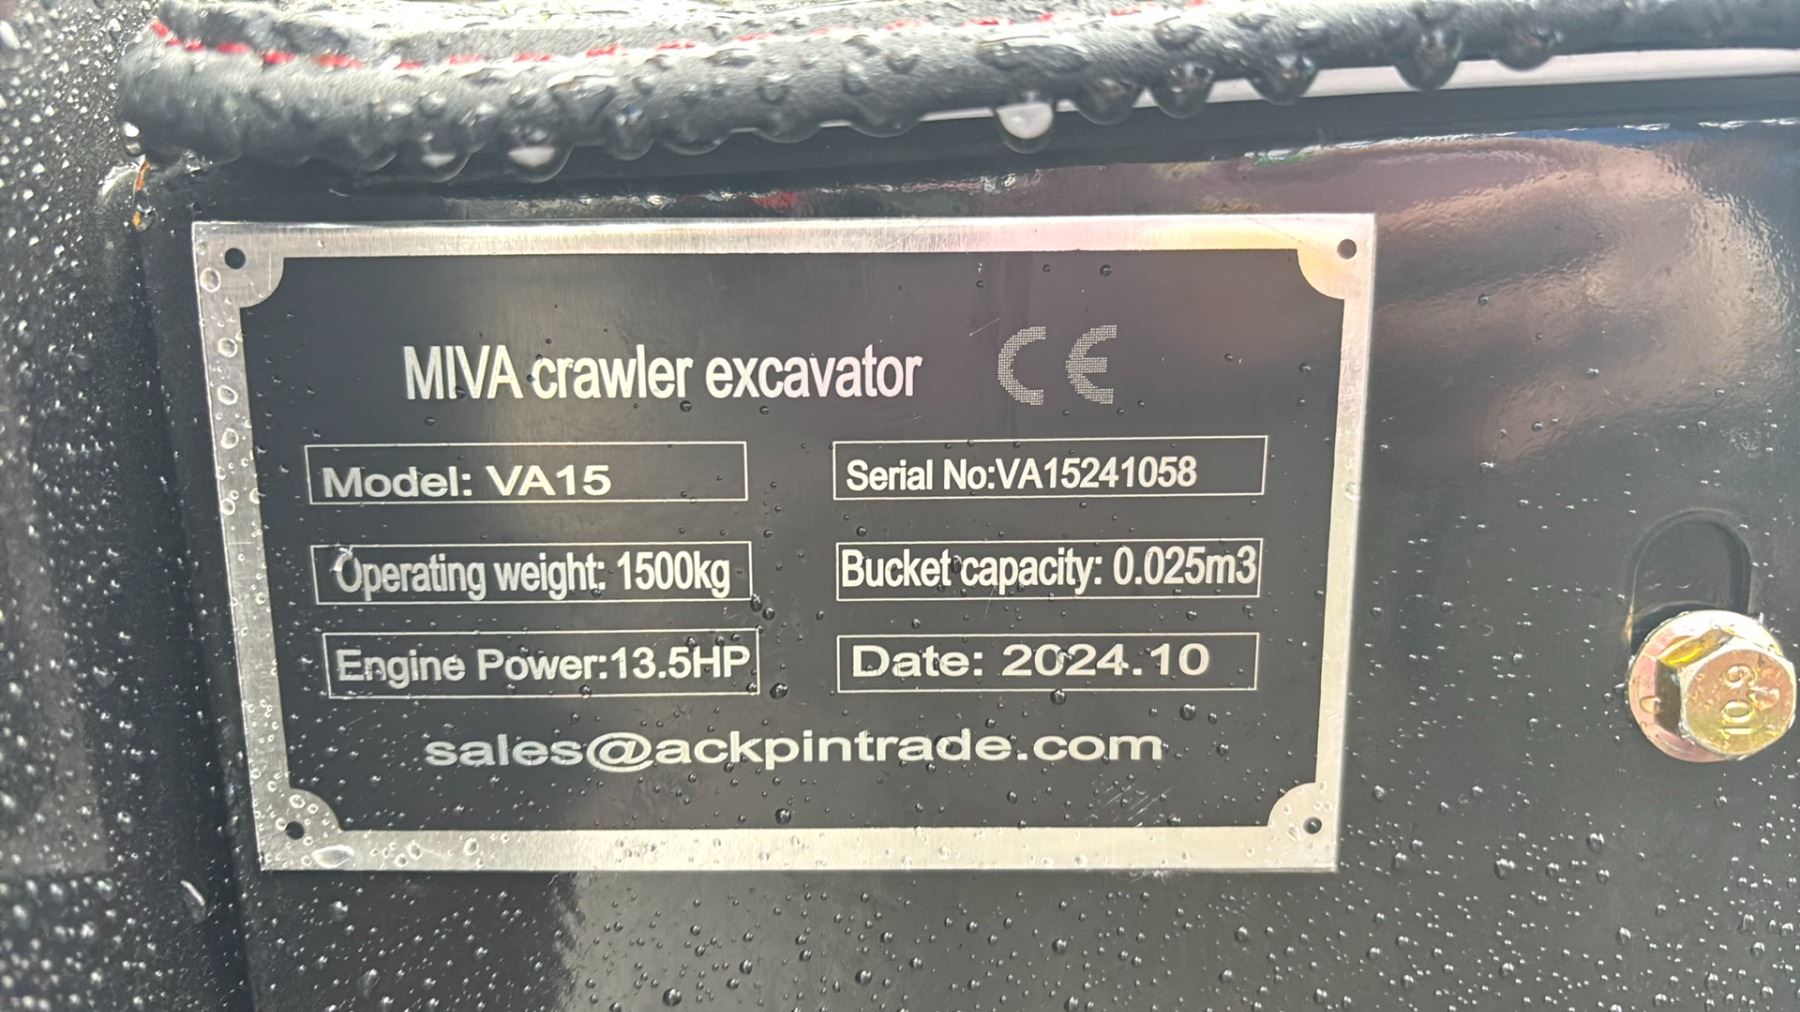 MIVA crawler excavator CE
Model: VA15
Serial No:VA15241058
Operating weight: 1500kg
Bucket capacity: 0.025m3
Engine Power:13.5HP
Date: 2024.10
sales@ackpintrade.com
10.9